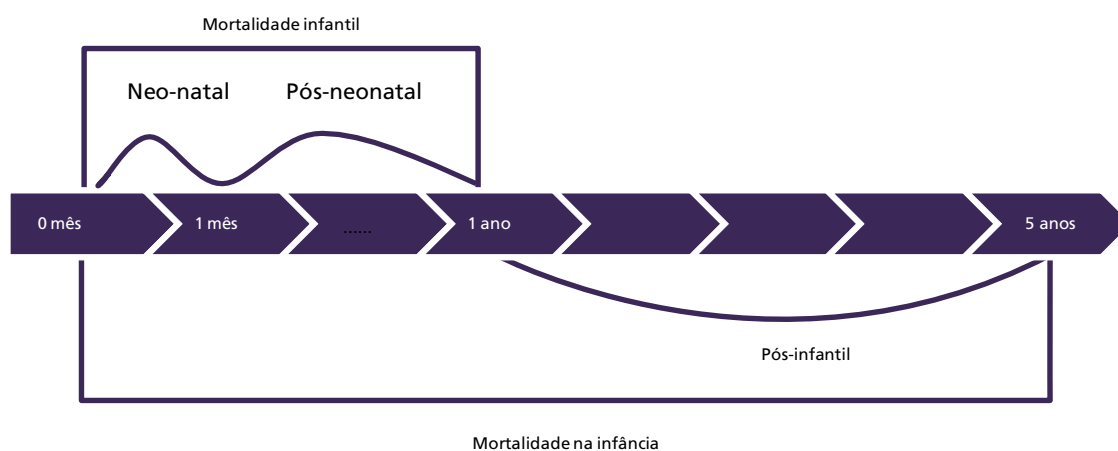 Mortalidade infantil
Neo-natal Pós-neonatal
0 mês 1 mês ...... 1 ano 5 anos
Pós-infantil
Mortalidade na infância